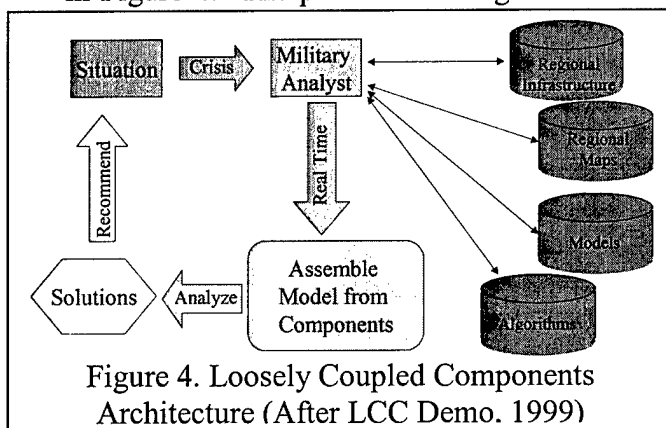 Situation
Crisis
Military
Analyst
Regional
Infrastructure
Regional
Maps
Models
Algorithms
Real Time
Recommend
Solutions
Analyze
Assemble
Model from
Components
Figure 4. Loosely Coupled Components
Architecture (After LCC Demo, 1999)